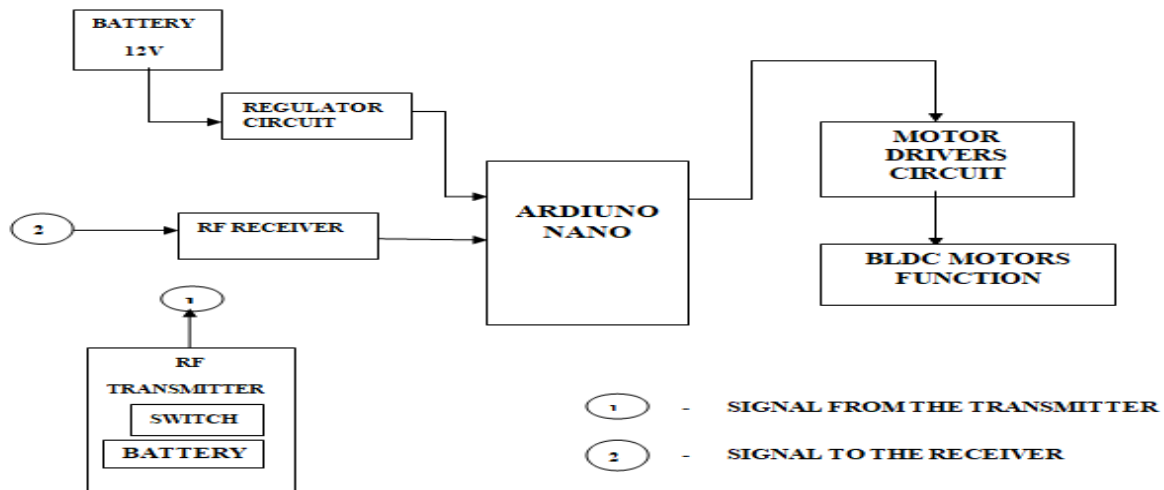 BATTERY
12V
REGULATOR
CIRCUIT
MOTOR
DRIVERS
CIRCUIT
ARDIUNO
NANO
2
RF RECEIVER
BLDC MOTORS
FUNCTION
1
RF
TRANSMITTER
SWITCH
BATTERY
1 - SIGNAL FROM THE TRANSMITTER
2 - SIGNAL TO THE RECEIVER